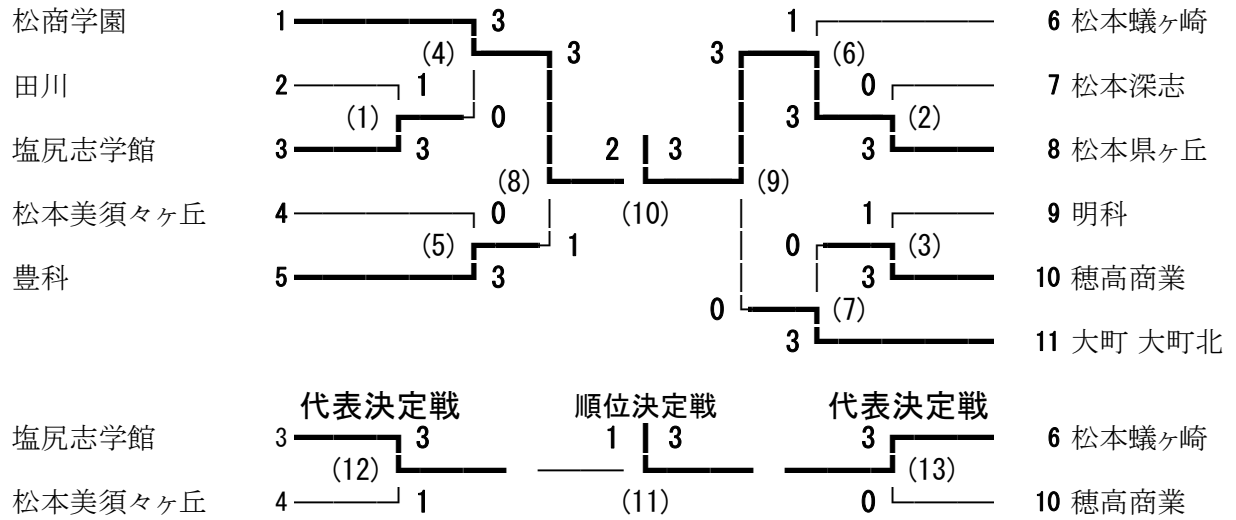 松商学園 1 3 1 6 松本蟻ヶ崎
(4) 3 3 (6)
田川 2 1 0 7 松本深志
(1) 0 3 (2)
塩尻志学館 3 3 2 3 3 8 松本県ヶ丘
(8) (9)
松本美須々ヶ丘 4 0 (10) 1 9 明科
(5) 1 0 (3)
豊科 5 3 3 10 穂高商業
0 (7)
3 11 大町 大町北
代表決定戦 順位決定戦 代表決定戦
塩尻志学館 3 3 1 3 3 6 松本蟻ヶ崎
(12) (13)
松本美須々ヶ丘 4 1 (11) 0 10 穂高商業